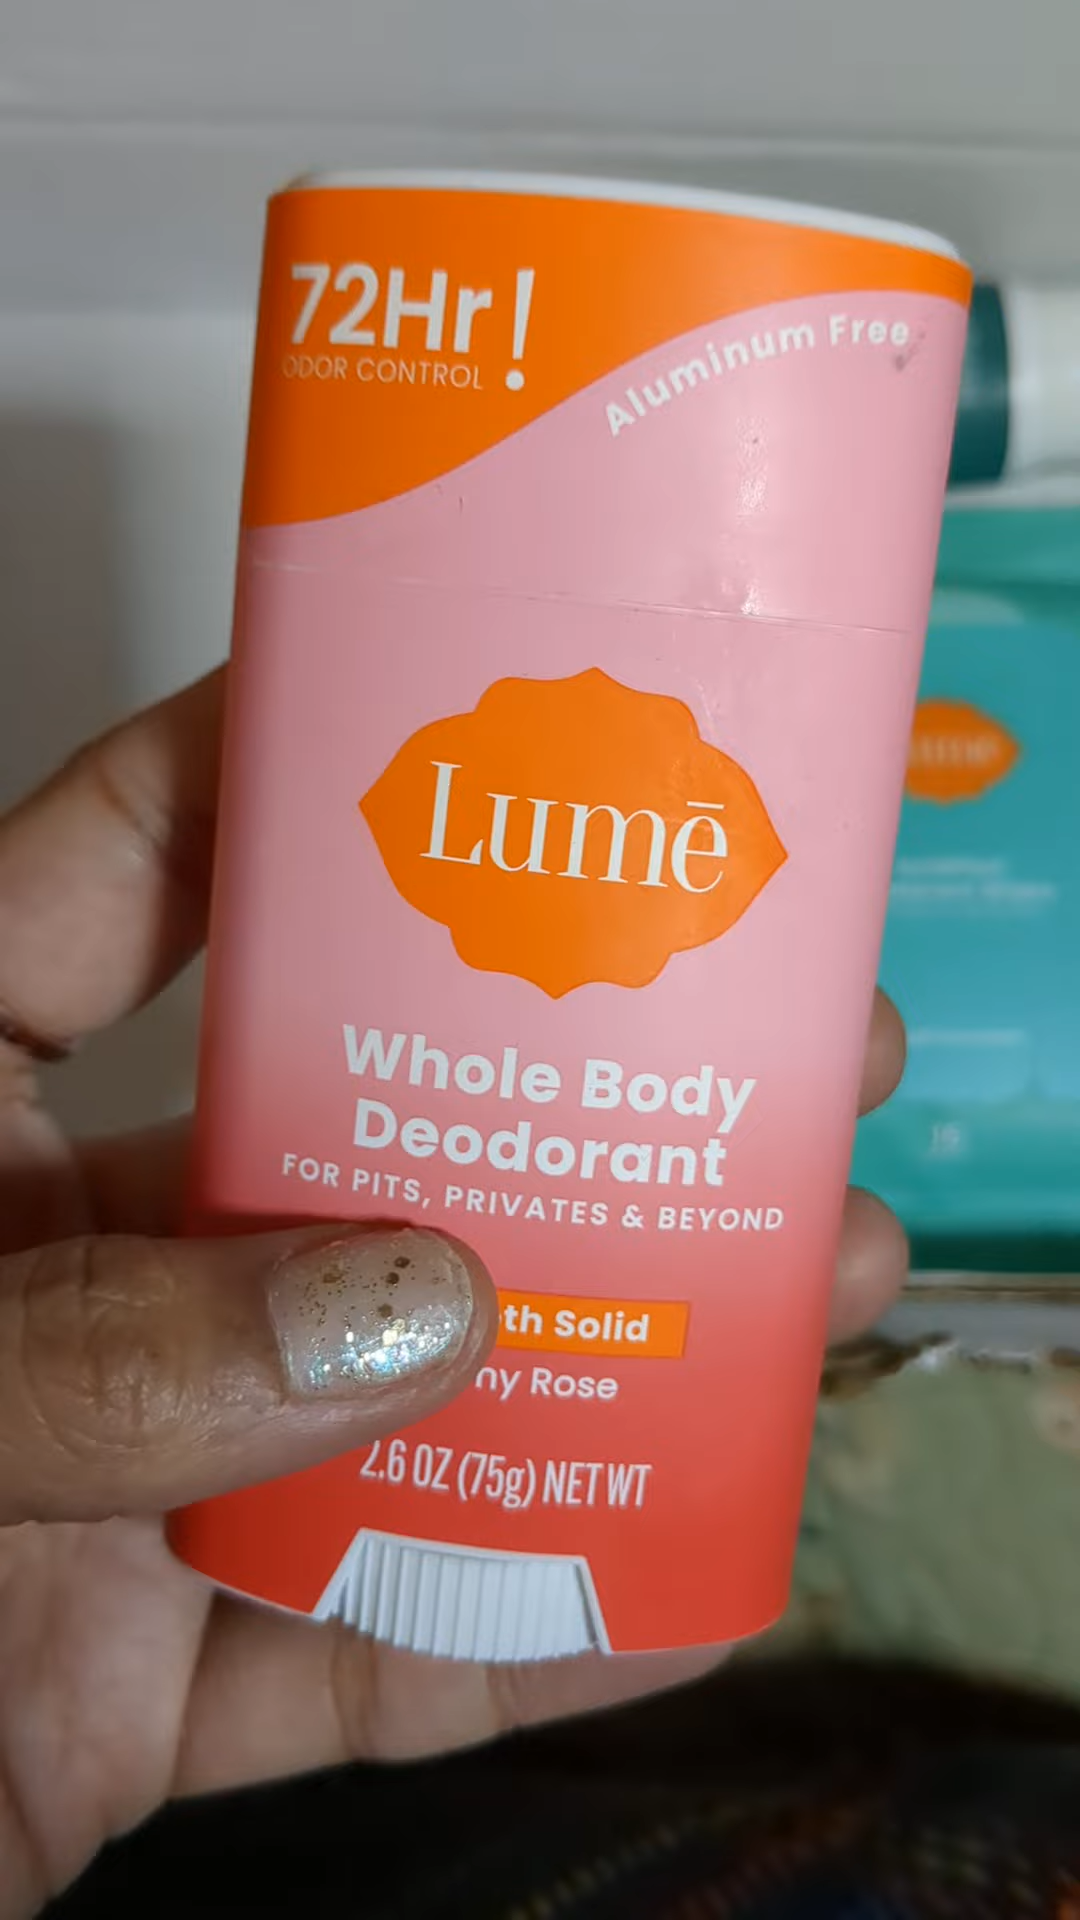 72Hr!
ODOR CONTROL
Aluminum Free
Lumē
Whole Body
Deodorant
FOR PITS, PRIVATES & BEYOND
th Solid
ny Rose
2.6 OZ (75g) NET WT